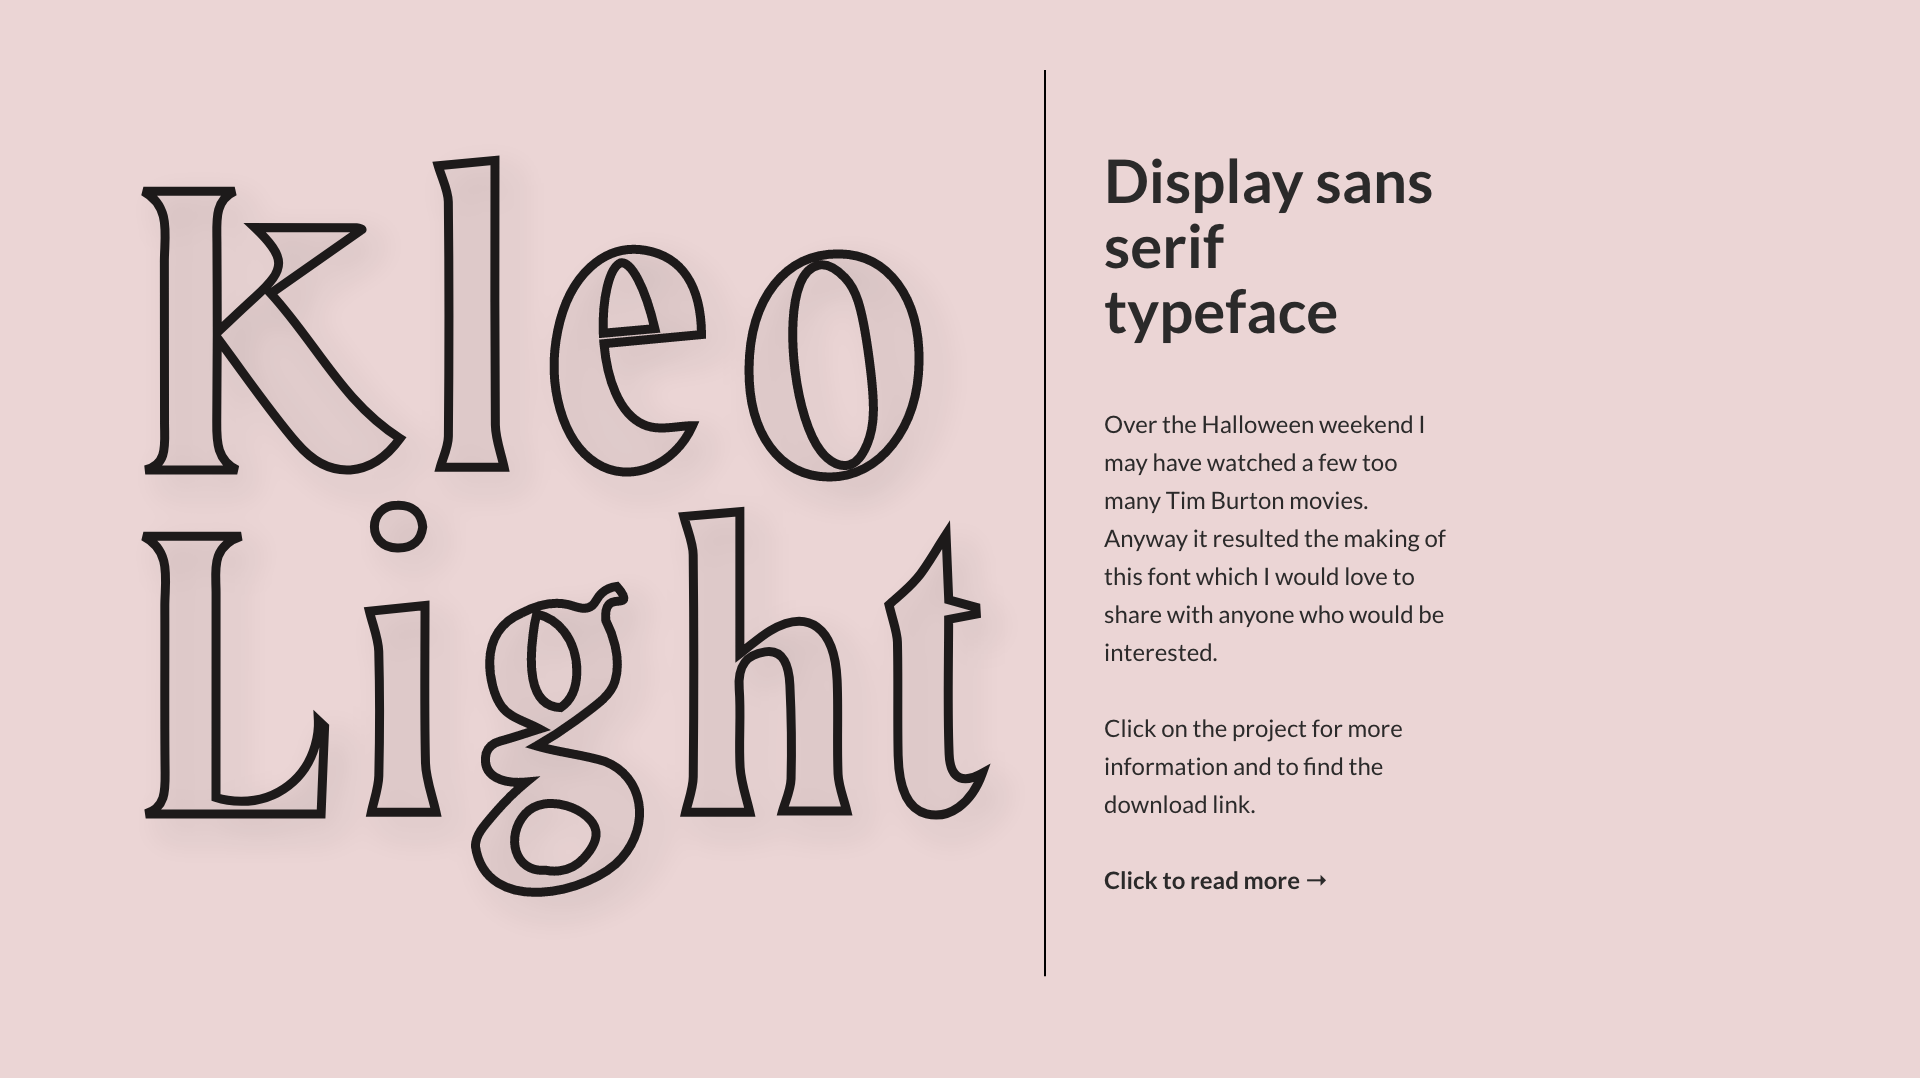 Kleo
Light
Display sans
serif
typeface
Over the Halloween weekend I
may have watched a few too
many Tim Burton movies.
Anyway it resulted the making of
this font which I would love to
share with anyone who would be
interested.
Click on the project for more
information and to find the
download link.
Click to read more →